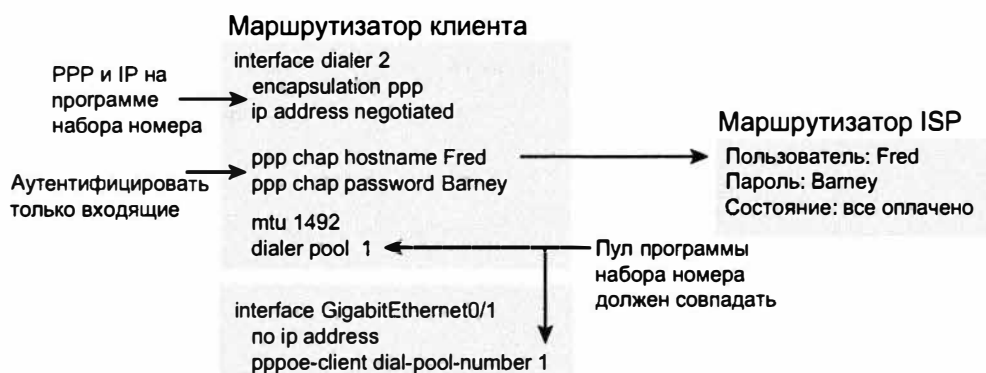 Маршрутизатор клиента
PPP и IP на
программе
набора номера
interface dialer 2
encapsulation ppp
ip address negotiated
Аутентифицировать
только входящие
ppp chap hostname Fred
ppp chap password Barney
mtu 1492
dialer pool 1
Маршрутизатор ISP
Пользователь: Fred
Пароль: Barney
Состояние: все оплачено
Пул программы
набора номера
должен совпадать
interface GigabitEthernet0/1
no ip address
pppoe-client dial-pool-number 1